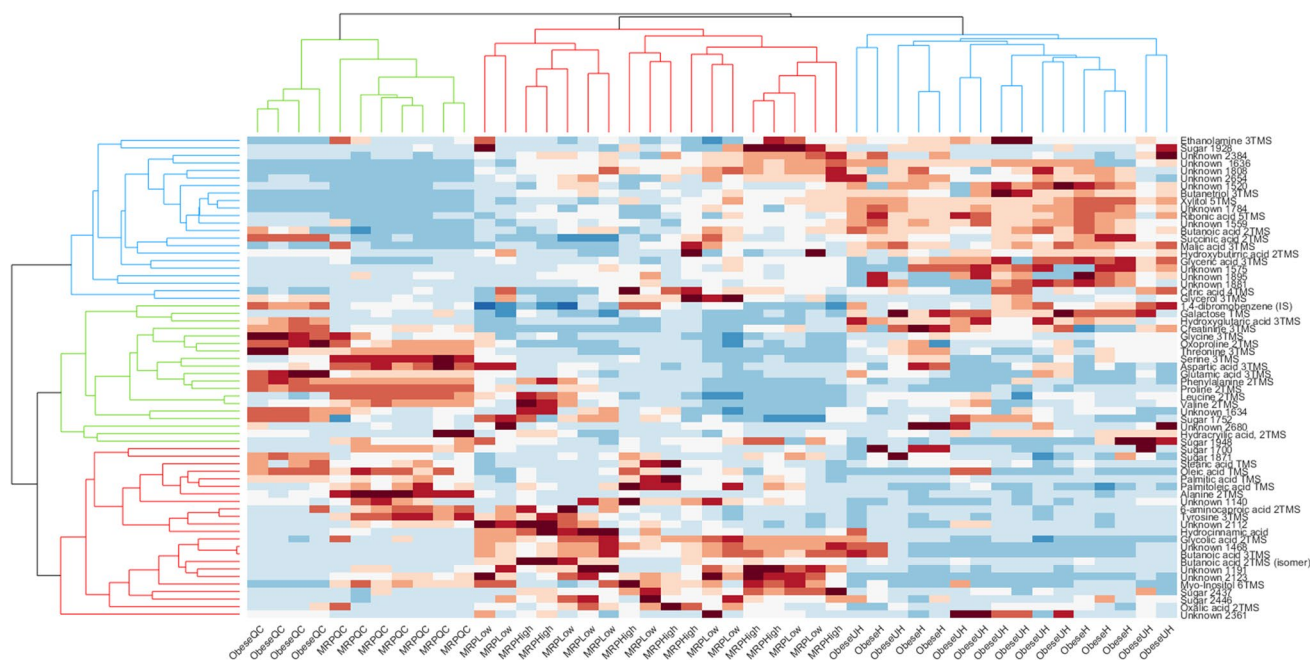 Ethanolamine 3TMS
Sugar 1928
Unknown 2384
Unknown 1636
Unknown 1808
Unknown 2654
Unknown 1520
Butanetriol 3TMS
Xylitol 5TMS
Unknown 1784
Ribonic acid 5TMS
Unknown 1559
Butanoic acid 2TMS
Succinic acid 2TMS
Malic acid 3TMS
Hydroxybutirric acid 2TMS
Glyceric acid 3TMS
Unknown 1575
Unknown 1895
Unknown 1881
Citric acid 4TMS
Glycerol 3TMS
1,4-dibromobenzene (IS)
Galactose TMS
Hydroxyglutaric acid 3TMS
Creatinine 3TMS
Glycine 3TMS
Oxoproline 2TMS
Threonine 3TMS
Serine 3TMS
Aspartic acid 3TMS
Glutamic acid 3TMS
Phenylalanine 2TMS
Proline 2TMS
Leucine 2TMS
Valine 2TMS
Unknown 1634
Sugar 1752
Unknown 2680
Hydacryilic acid, 2TMS
Sugar 1948
Sugar 1700
Sugar 1871
Stearic acid TMS
Oleic acid TMS
Palmitic acid TMS
Palmitoleic acid TMS
Alanine 2TMS
Unknown 1140
6-aminocaproic acid 2TMS
Tyrosine 3TMS
Unknown 2112
Hydrocinnamic acid
Glycolic acid 2TMS
Unknown 1468
Butanoic acid 3TMS
Butanoic acid 2TMS (isomer)
Unknown 1191
Unknown 2123
Myo-Inositol 6TMS
Sugar 2437
Sugar 2446
Oxalic acid 2TMS
Unknown 2361
ObeseQC
ObeseQC
ObeseQC
ObeseQC
MRPQC
MRPQC
MRPQC
MRPQC
MRPQC
MRPQC
MRPQC
MRPLow
MRPLow
MRPHigh
MRPHigh
MRPLow
MRPLow
MRPLow
MRPHigh
MRPLow
MRPHigh
MRPHigh
MRPLow
MRPLow
MRPHigh
MRPHigh
MRPLow
MRPLow
MRPHigh
ObeseUH
ObeseH
ObeseUH
ObeseH
ObeseH
ObeseUH
ObeseUH
ObeseUH
ObeseUH
ObeseUH
ObeseUH
ObeseH
ObeseH
ObeseH
ObeseUH
ObeseUH